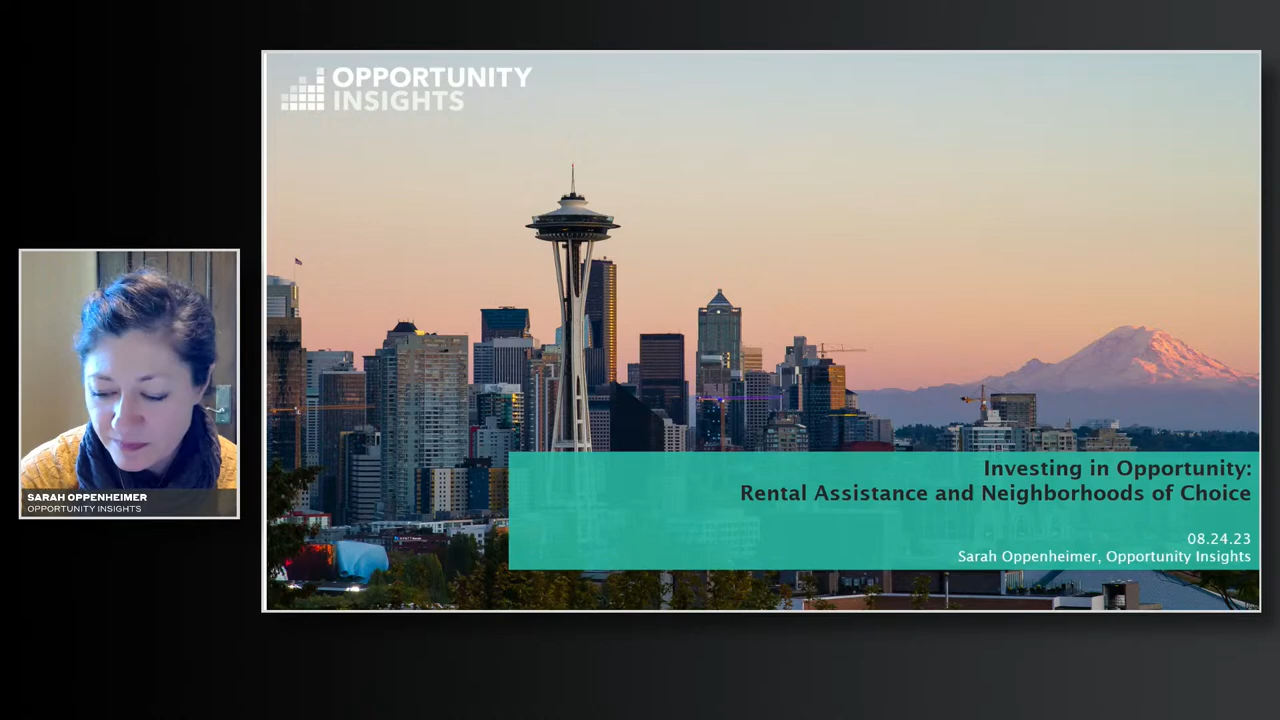 OPPORTUNITY
INSIGHTS
Investing in Opportunity:
Rental Assistance and Neighborhoods of Choice
08.24.23
Sarah Oppenheimer, Opportunity Insights
SARAH OPPENHEIMER
OPPORTUNITY INSIGHTS